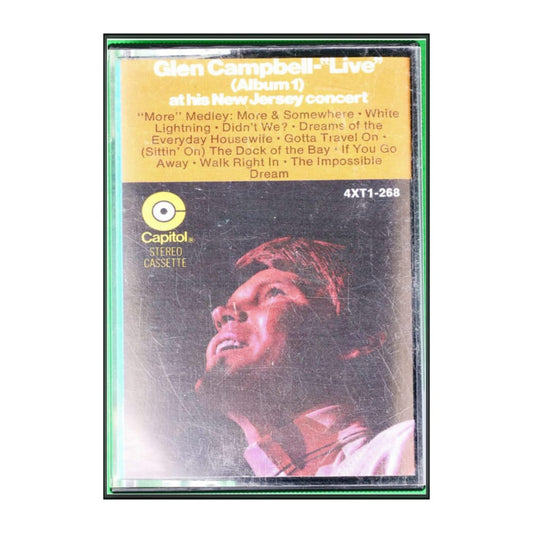 Glen Campbell-"Live"
(Album 1)
at his New Jersey concert
"More" Medley: More & Somewhere • White
Lightning • Didn't We? • Dreams of the
Everyday Housewife • Gotta Travel On •
(Sittin' On) The Dock of the Bay • If You Go
Away • Walk Right In • The Impossible
Dream
4XT1-268
Capitol®
STEREO
CASSETTE